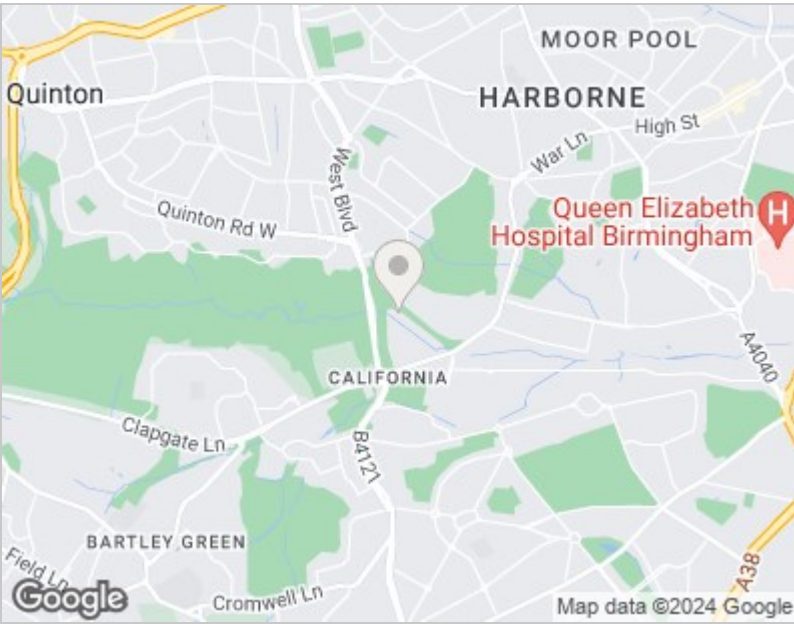 MOOR POOL
Quinton
HARBORNE
High St
War Ln
West Blvd
Quinton Rd W
Queen Elizabeth
Hospital Birmingham
H
A4040
CALIFORNIA
Clapgate Ln
B4121
BARTLEY GREEN
Field Ln
Cromwell Ln
A38
Google
Map data ©2024 Google